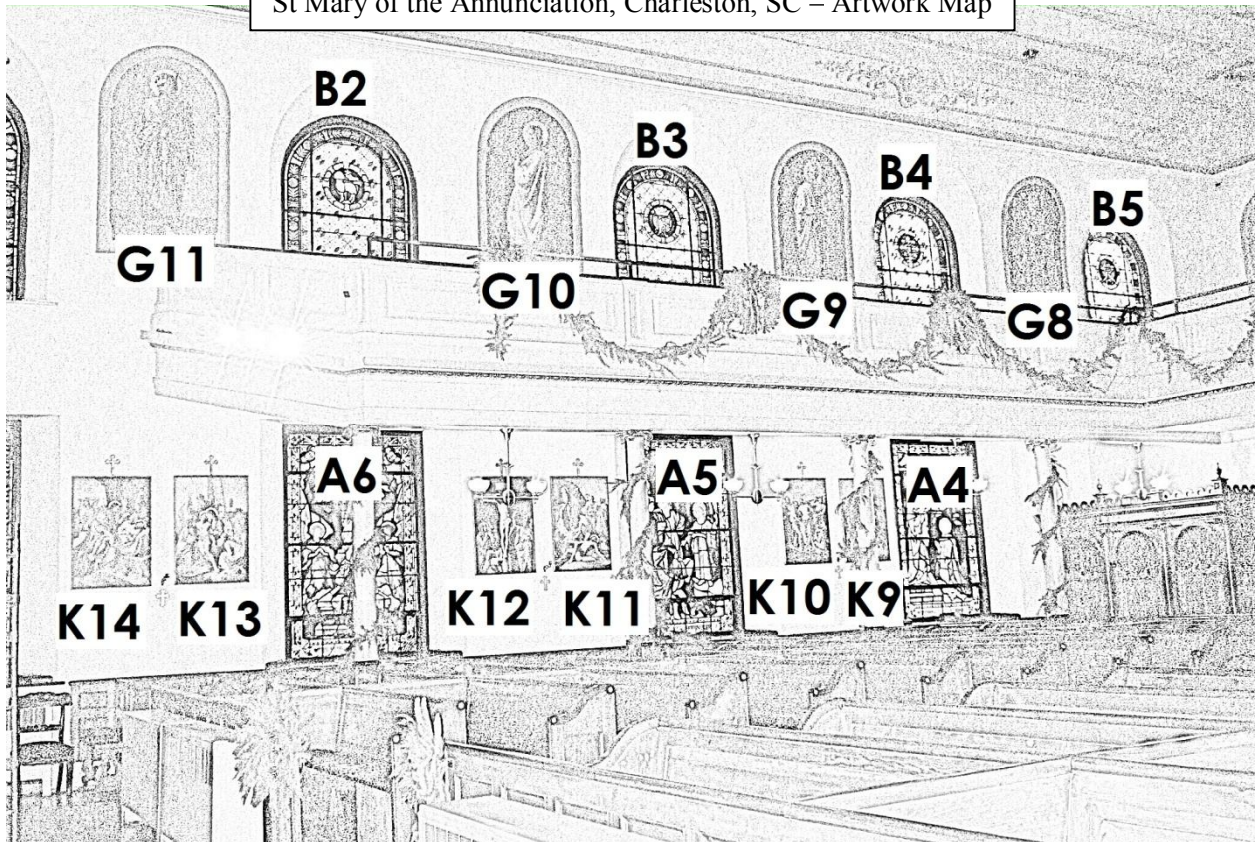 St Mary of the Annunciation, Charleston, SC – Artwork Map
B2
B3
B4
B5
G11
G10
G9
G8
A6
A5
A4
K14
K13
K12
K11
K10
K9